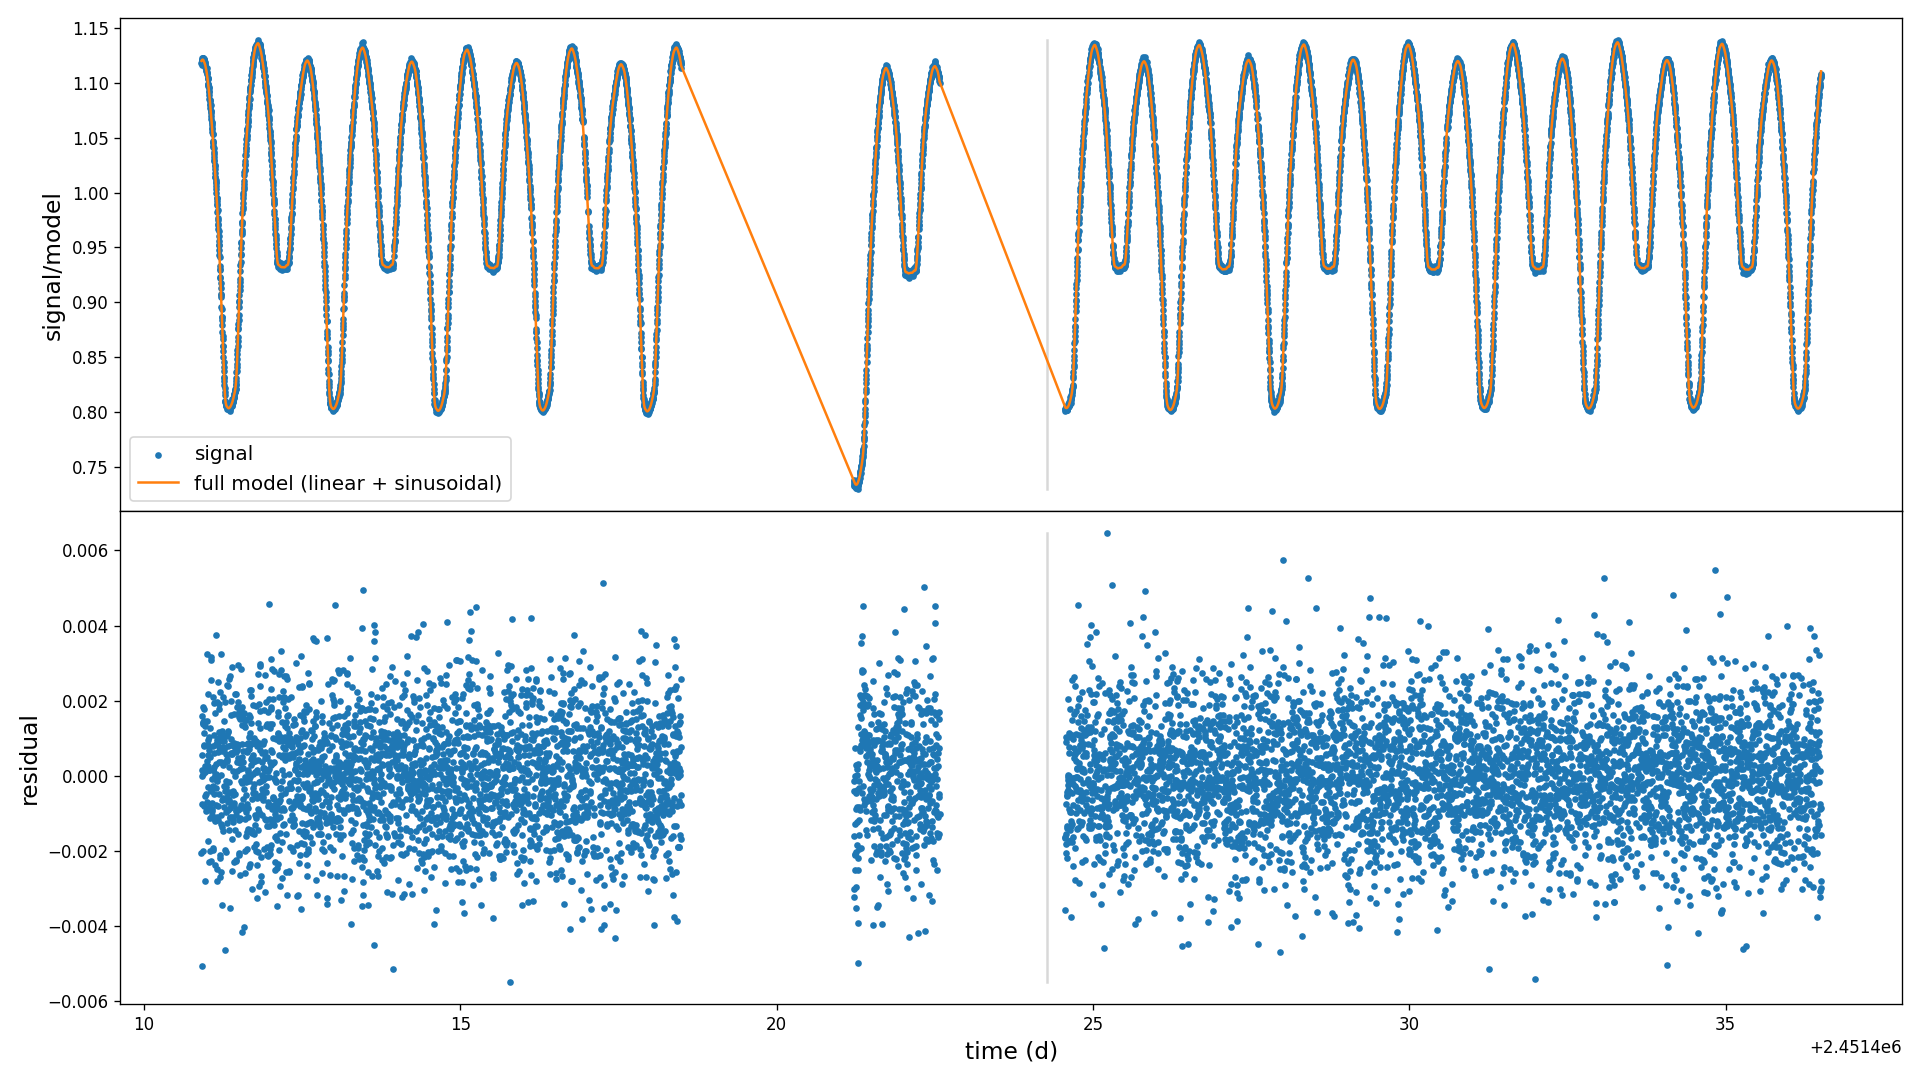 1.15
1.10
1.05
1.00
0.95
0.90
0.85
0.80
0.75
signal/model
signal
full model (linear + sinusoidal)
0.006
0.004
0.002
0.000
−0.002
−0.004
−0.006
residual
10 15 20 25 30 35
time (d)
+2.4514e6